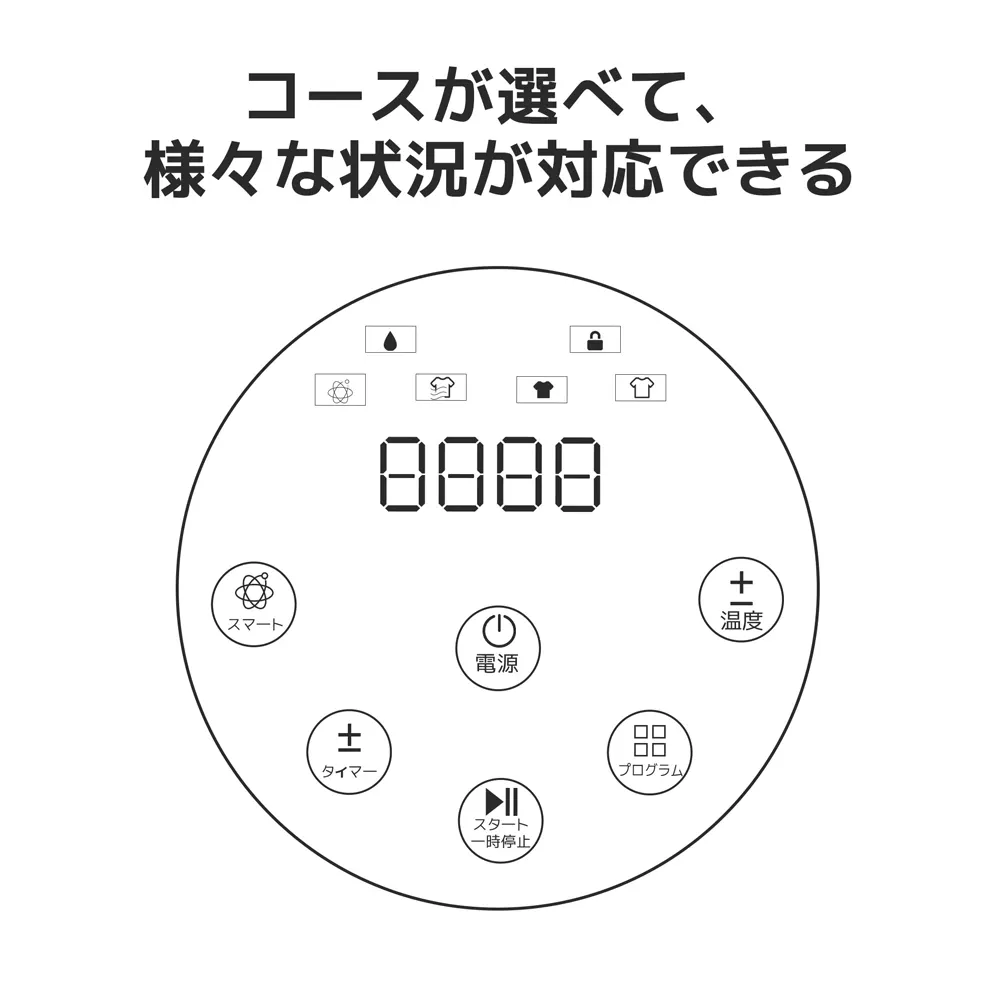 コースが選べて、
様々な状況が対応できる
8888
スマート
温度
電源
タイマー
プログラム
スタート
一時停止